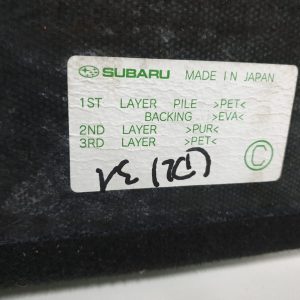 SUBARU MADE IN JAPAN
1ST LAYER PILE >PET<
BACKING >EVA<
2ND LAYER >PUR<
3RD LAYER >PET<
C